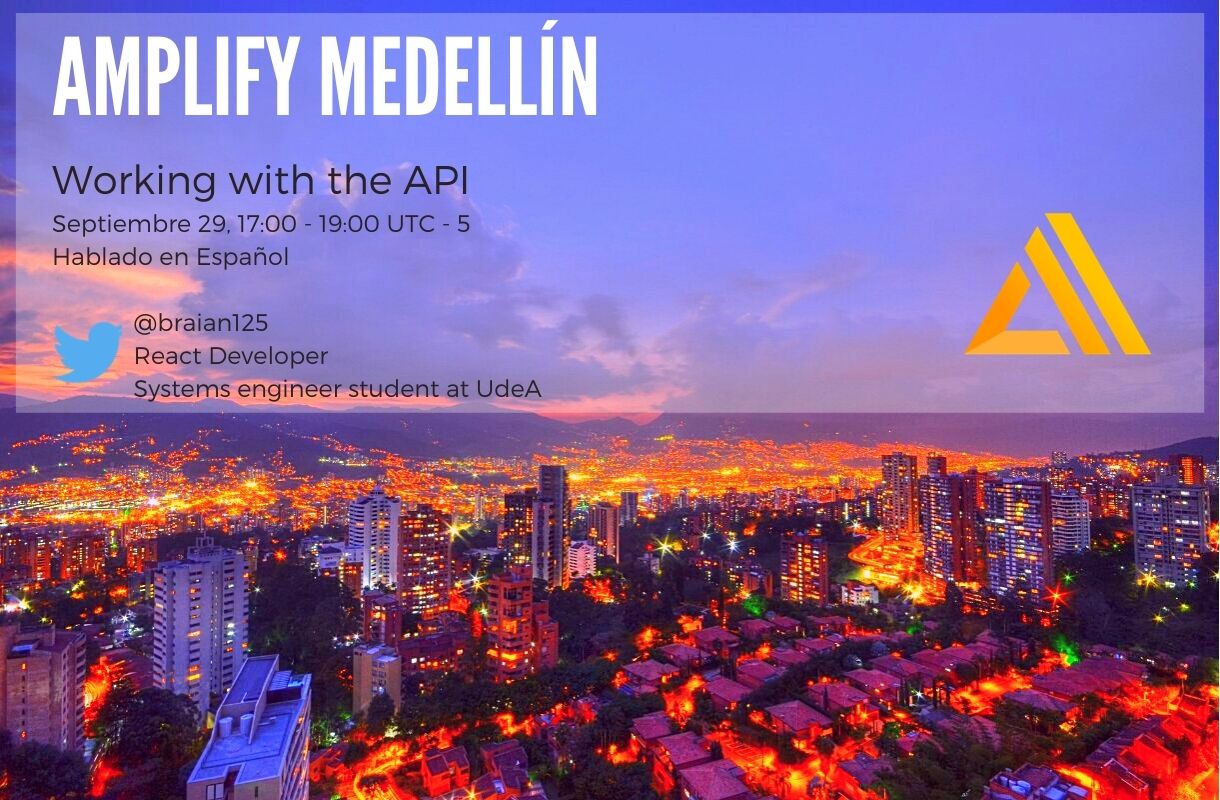 AMPLIFY MEDELLÍN
Working with the API
Septiembre 29, 17:00 - 19:00 UTC - 5
Hablado en Español
@braian125
React Developer
Systems engineer student at UdeA